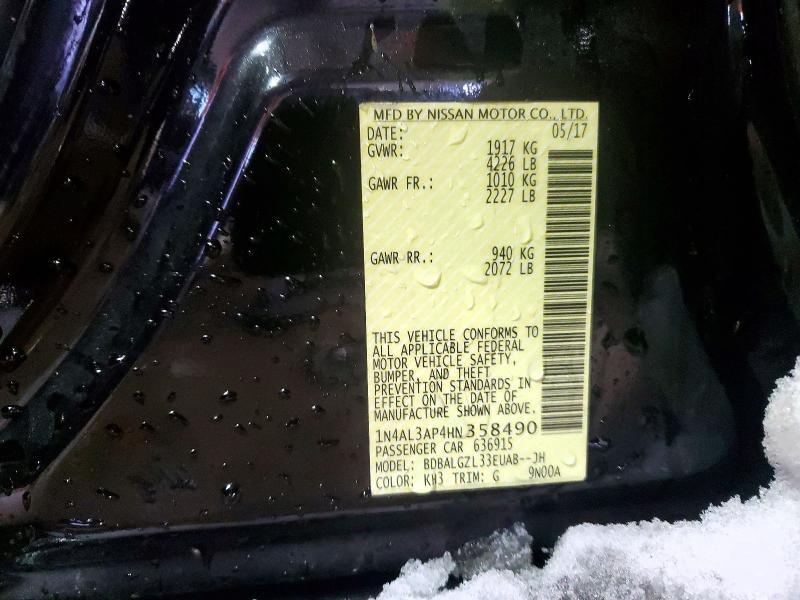 MFD BY NISSAN MOTOR CO., LTD.
DATE: 05/17
GVWR: 1917 KG
4226 LB
GAWR FR.: 1010 KG
2227 LB
GAWR RR.: 940 KG
2072 LB
THIS VEHICLE CONFORMS TO
ALL APPLICABLE FEDERAL
MOTOR VEHICLE SAFETY,
BUMPER, AND THEFT
PREVENTION STANDARDS IN
EFFECT ON THE DATE OF
MANUFACTURE SHOWN ABOVE.
1N4AL3AP4HN358490
PASSENGER CAR 636915
MODEL: BDBALGZL33EUAB--JH
COLOR: KH3 TRIM: G 9N00A